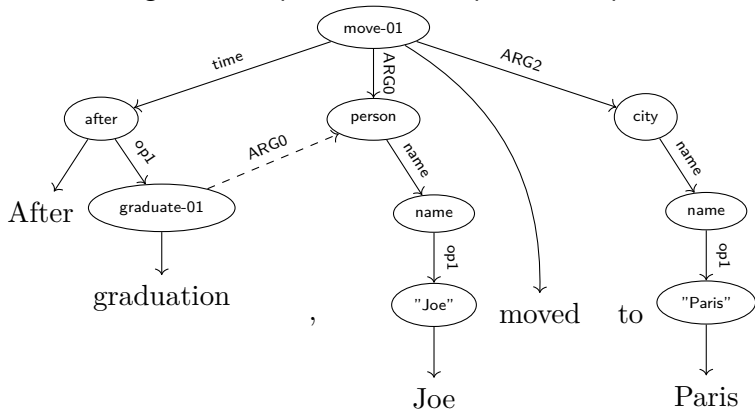 move-01
time
ARG0
ARG2
after
person
city
op1
ARG0
name
name
After
graduate-01
name
name
op1
op1
graduation
,
"Joe"
moved
to
"Paris"
Joe
Paris